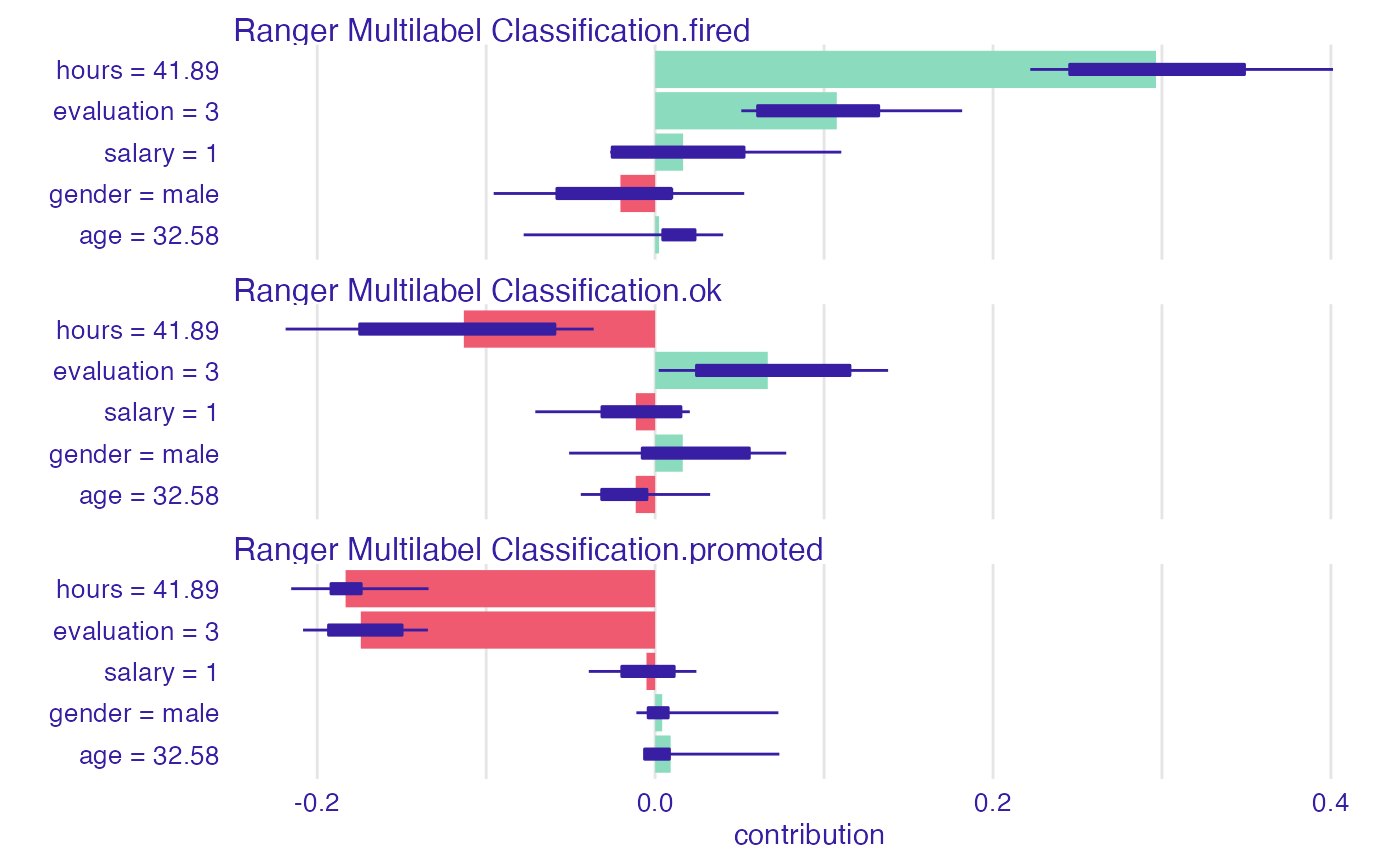 Ranger Multilabel Classification.fired
hours = 41.89
evaluation = 3
salary = 1
gender = male
age = 32.58
Ranger Multilabel Classification.ok
hours = 41.89
evaluation = 3
salary = 1
gender = male
age = 32.58
Ranger Multilabel Classification.promoted
hours = 41.89
evaluation = 3
salary = 1
gender = male
age = 32.58
-0.2 0.0 0.2 0.4
contribution